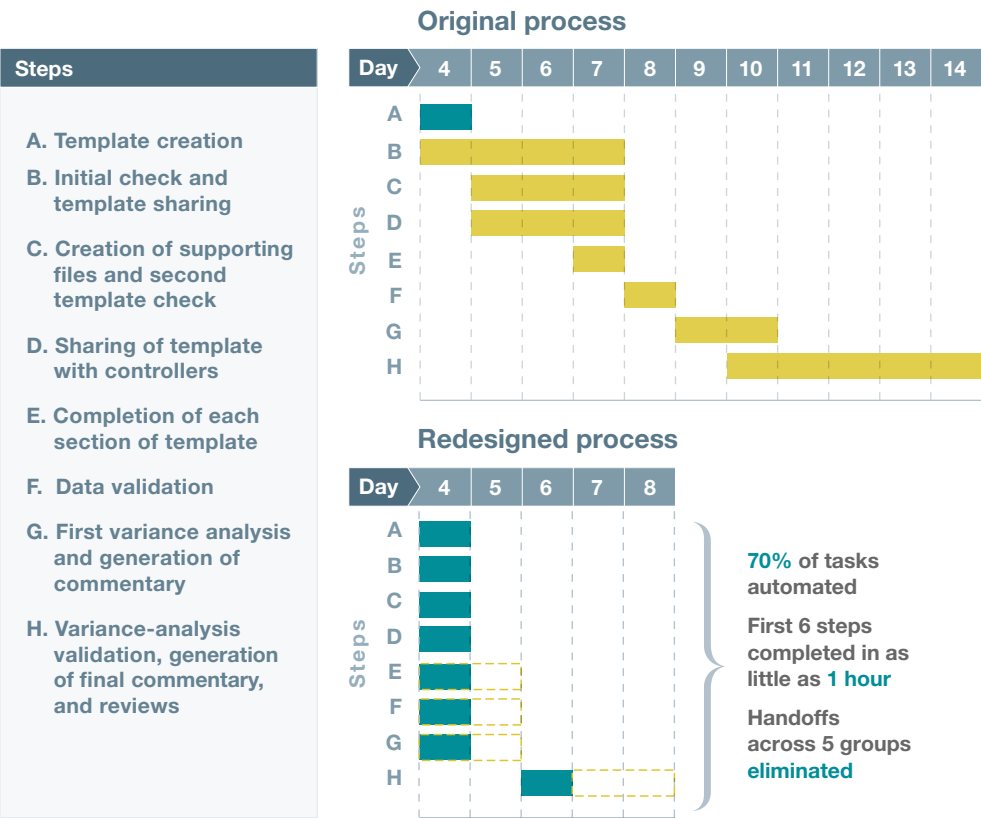 Steps
A. Template creation
B. Initial check and
template sharing
C. Creation of supporting
files and second
template check
D. Sharing of template
with controllers
E. Completion of each
section of template
F. Data validation
G. First variance analysis
and generation of
commentary
H. Variance-analysis
validation, generation
of final commentary,
and reviews
Original process
Day 4 5 6 7 8 9 10 11 12 13 14
Steps
A
B
C
D
E
F
G
H
Redesigned process
Day 4 5 6 7 8
Steps
A
B
C
D
E
F
G
H
70% of tasks
automated
First 6 steps
completed in as
little as 1 hour
Handoffs
across 5 groups
eliminated